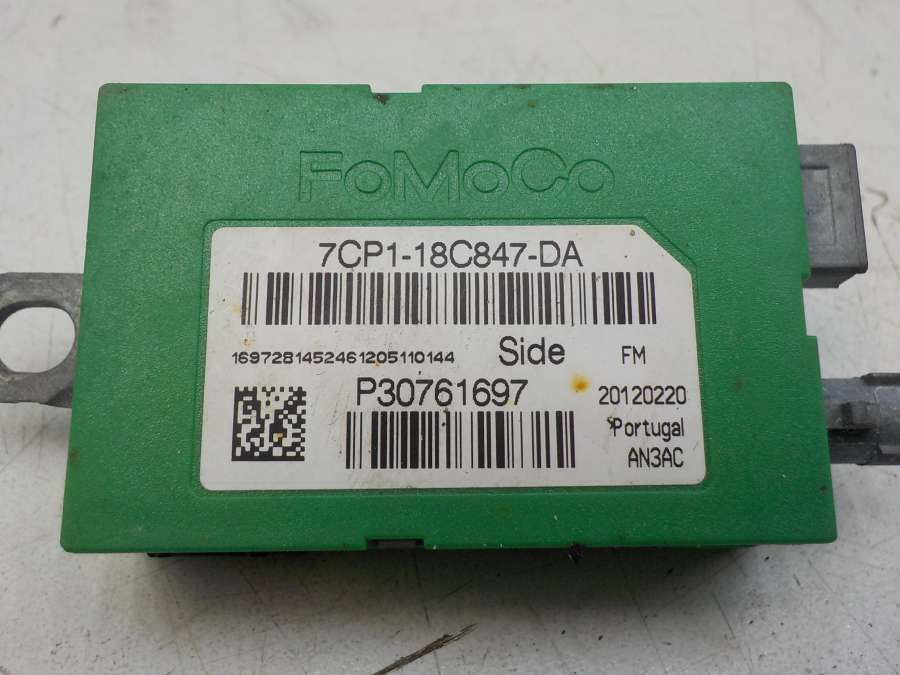 FoMoCo
7CP1-18C847-DA
1697281452461205110144 Side FM
P30761697 20120220
Portugal
AN3AC